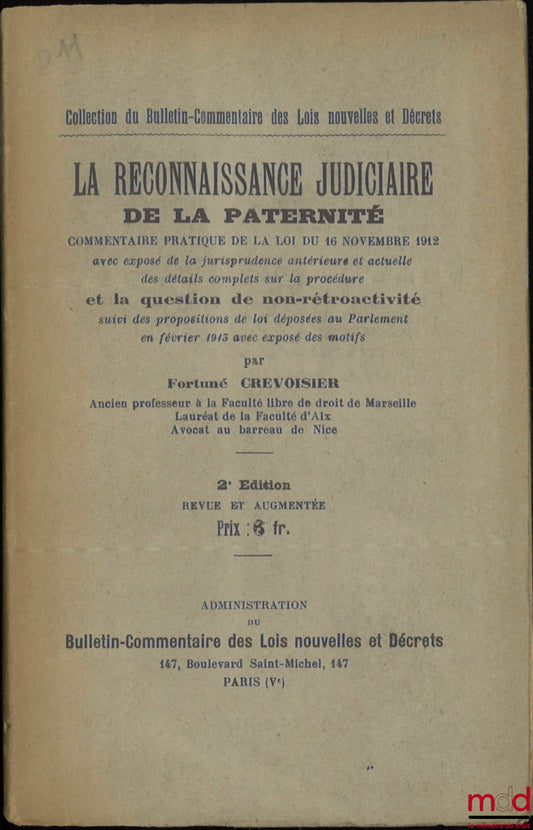 D11
Collection du Bulletin-Commentaire des Lois nouvelles et Décrets
LA RECONNAISSANCE JUDICIAIRE
DE LA PATERNITÉ
COMMENTAIRE PRATIQUE DE LA LOI DU 16 NOVEMBRE 1912
avec exposé de la jurisprudence antérieure et actuelle
des détails complets sur la procédure
et la question de non-rétroactivité
suivi des propositions de loi déposées au Parlement
en février 1913 avec exposé des motifs
par
Fortuné CREVOISIER
Ancien professeur à la Faculté libre de droit de Marseille
Lauréat de la Faculté d'Aix
Avocat au barreau de Nice
2e Edition
REVUE ET AUGMENTÉE
Prix : fr.
ADMINISTRATION
DU
Bulletin-Commentaire des Lois nouvelles et Décrets
147, Boulevard Saint-Michel, 147
PARIS (Ve)
mdd